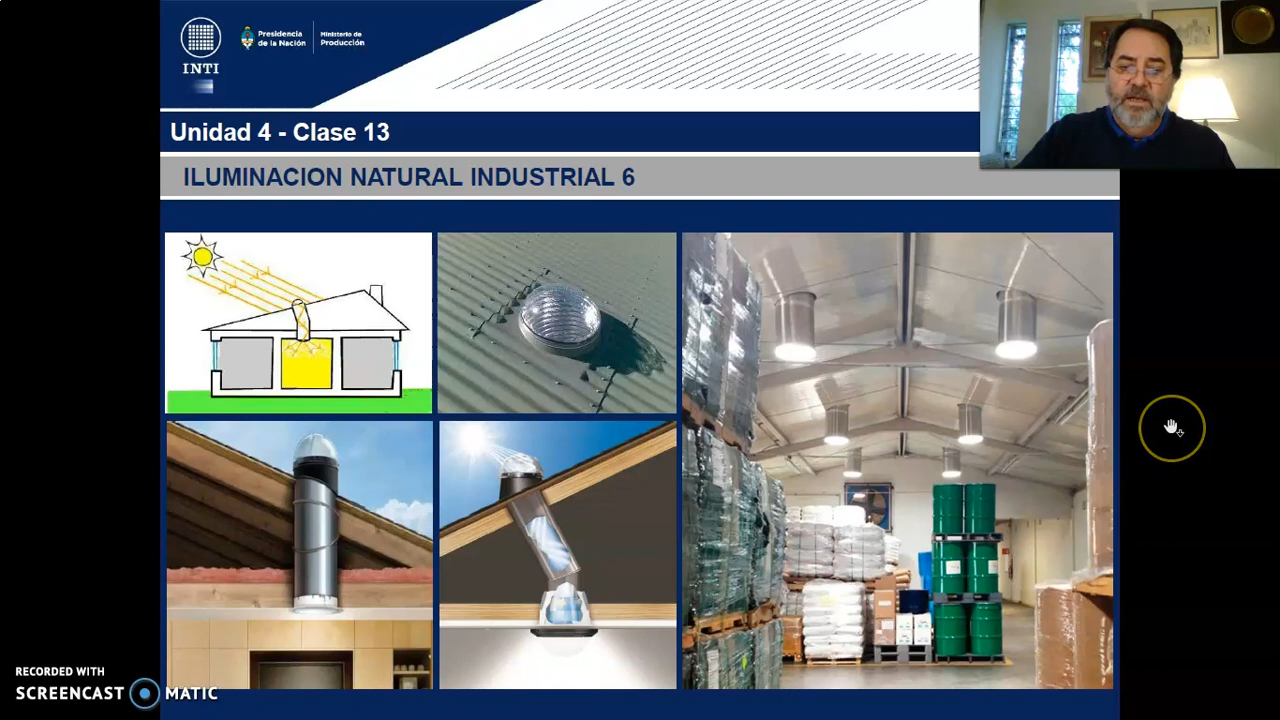 INTI
Presidencia
de la Nación
Ministerio de
Producción
Unidad 4 - Clase 13
ILUMINACION NATURAL INDUSTRIAL 6
RECORDED WITH
SCREENCAST MATIC